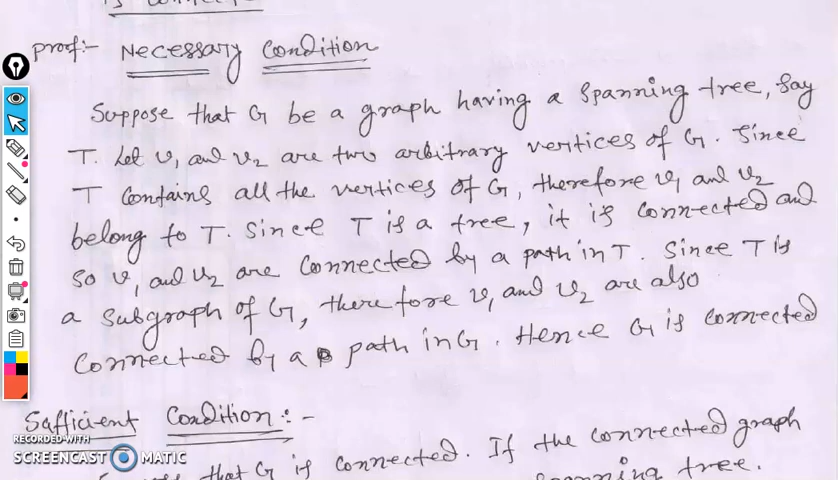 is connected
proof:- Necessary Condition
Suppose that G be a graph having a spanning tree, say
T. Let v1 and v2 are two arbitrary vertices of G. Since
T contains all the vertices of G, therefore v1 and v2
belong to T. Since T is a tree, it is connected and
so v1 and v2 are connected by a path in T. Since T is
a subgraph of G, therefore v1 and v2 are also
connected by a path in G. Hence G is connected
Safficient Condition:-
that G is connected. If the connected graph
spanning tree.
RECORDED WITH
SCREENCAST MATIC